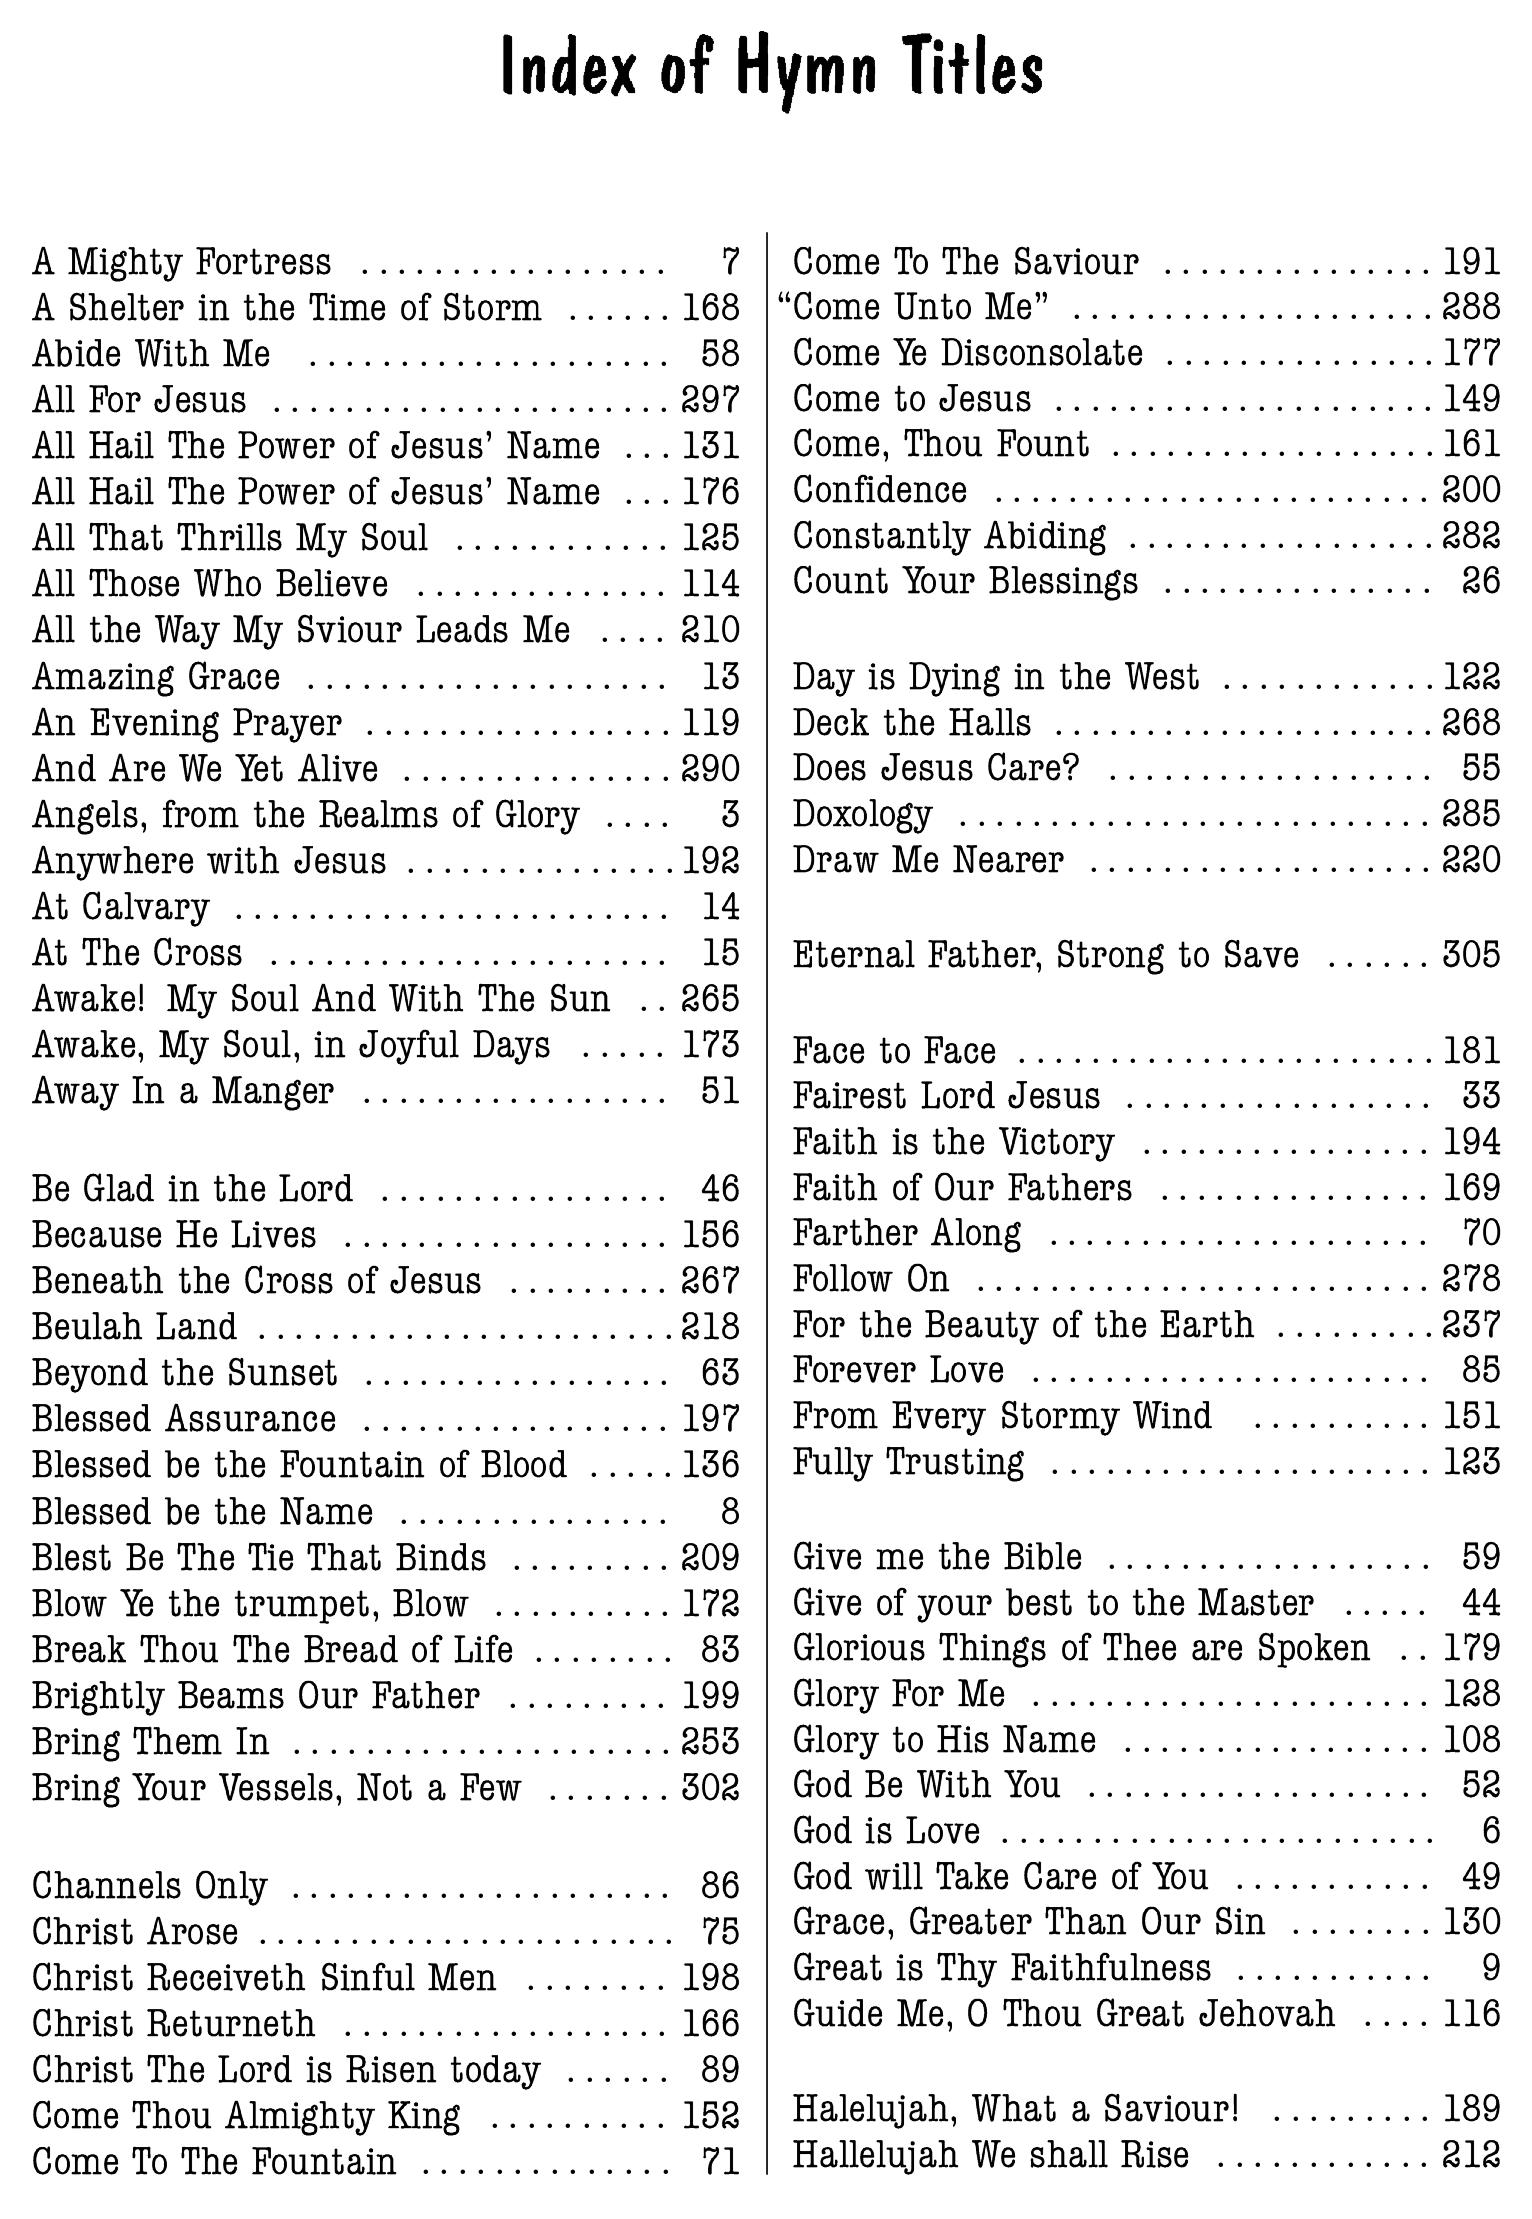 Index of Hymn Titles
A Mighty Fortress . . . . . . . . . . . . . . . . . 7
A Shelter in the Time of Storm . . . . . . 168
Abide With Me . . . . . . . . . . . . . . . . . . . . 58
All For Jesus . . . . . . . . . . . . . . . . . . . . . . 297
All Hail The Power of Jesus’ Name . . . 131
All Hail The Power of Jesus’ Name . . . 176
All That Thrills My Soul . . . . . . . . . . . . 125
All Those Who Believe . . . . . . . . . . . . . . 114
All the Way My Sviour Leads Me . . . . 210
Amazing Grace . . . . . . . . . . . . . . . . . . . . 13
An Evening Prayer . . . . . . . . . . . . . . . . . 119
And Are We Yet Alive . . . . . . . . . . . . . . . 290
Angels, from the Realms of Glory . . . . 3
Anywhere with Jesus . . . . . . . . . . . . . . . 192
At Calvary . . . . . . . . . . . . . . . . . . . . . . . . 14
At The Cross . . . . . . . . . . . . . . . . . . . . . . 15
Awake! My Soul And With The Sun . . 265
Awake, My Soul, in Joyful Days . . . . . 173
Away In a Manger . . . . . . . . . . . . . . . . . 51
Be Glad in the Lord . . . . . . . . . . . . . . . . 46
Because He Lives . . . . . . . . . . . . . . . . . . 156
Beneath the Cross of Jesus . . . . . . . . . 267
Beulah Land . . . . . . . . . . . . . . . . . . . . . . . 218
Beyond the Sunset . . . . . . . . . . . . . . . . . 63
Blessed Assurance . . . . . . . . . . . . . . . . . 197
Blessed be the Fountain of Blood . . . . . 136
Blessed be the Name . . . . . . . . . . . . . . . 8
Blest Be The Tie That Binds . . . . . . . . . 209
Blow Ye the trumpet, Blow . . . . . . . . . . 172
Break Thou The Bread of Life . . . . . . . . 83
Brightly Beams Our Father . . . . . . . . . 199
Bring Them In . . . . . . . . . . . . . . . . . . . . . 253
Bring Your Vessels, Not a Few . . . . . . . 302
Channels Only . . . . . . . . . . . . . . . . . . . . . 86
Christ Arose . . . . . . . . . . . . . . . . . . . . . . . 75
Christ Receiveth Sinful Men . . . . . . . . 198
Christ Returneth . . . . . . . . . . . . . . . . . . 166
Christ The Lord is Risen today . . . . . . 89
Come Thou Almighty King . . . . . . . . . . 152
Come To The Fountain . . . . . . . . . . . . . . 71
Come To The Saviour . . . . . . . . . . . . . . . 191
“Come Unto Me” . . . . . . . . . . . . . . . . . . . . 288
Come Ye Disconsolate . . . . . . . . . . . . . . . 177
Come to Jesus . . . . . . . . . . . . . . . . . . . . . 149
Come, Thou Fount . . . . . . . . . . . . . . . . . . 161
Confidence . . . . . . . . . . . . . . . . . . . . . . . . 200
Constantly Abiding . . . . . . . . . . . . . . . . . 282
Count Your Blessings . . . . . . . . . . . . . . . 26
Day is Dying in the West . . . . . . . . . . . . 122
Deck the Halls . . . . . . . . . . . . . . . . . . . . . 268
Does Jesus Care? . . . . . . . . . . . . . . . . . . 55
Doxology . . . . . . . . . . . . . . . . . . . . . . . . . . 285
Draw Me Nearer . . . . . . . . . . . . . . . . . . . 220
Eternal Father, Strong to Save . . . . . . 305
Face to Face . . . . . . . . . . . . . . . . . . . . . . . 181
Fairest Lord Jesus . . . . . . . . . . . . . . . . . 33
Faith is the Victory . . . . . . . . . . . . . . . . 194
Faith of Our Fathers . . . . . . . . . . . . . . . 169
Farther Along . . . . . . . . . . . . . . . . . . . . . 70
Follow On . . . . . . . . . . . . . . . . . . . . . . . . . 278
For the Beauty of the Earth . . . . . . . . . 237
Forever Love . . . . . . . . . . . . . . . . . . . . . . 85
From Every Stormy Wind . . . . . . . . . . 151
Fully Trusting . . . . . . . . . . . . . . . . . . . . . 123
Give me the Bible . . . . . . . . . . . . . . . . . . 59
Give of your best to the Master . . . . . 44
Glorious Things of Thee are Spoken . . 179
Glory For Me . . . . . . . . . . . . . . . . . . . . . . 128
Glory to His Name . . . . . . . . . . . . . . . . . 108
God Be With You . . . . . . . . . . . . . . . . . . . 52
God is Love . . . . . . . . . . . . . . . . . . . . . . . . 6
God will Take Care of You . . . . . . . . . . . 49
Grace, Greater Than Our Sin . . . . . . . . 130
Great is Thy Faithfulness . . . . . . . . . . . 9
Guide Me, O Thou Great Jehovah . . . . 116
Halelujah, What a Saviour! . . . . . . . . . 189
Hallelujah We shall Rise . . . . . . . . . . . . 212